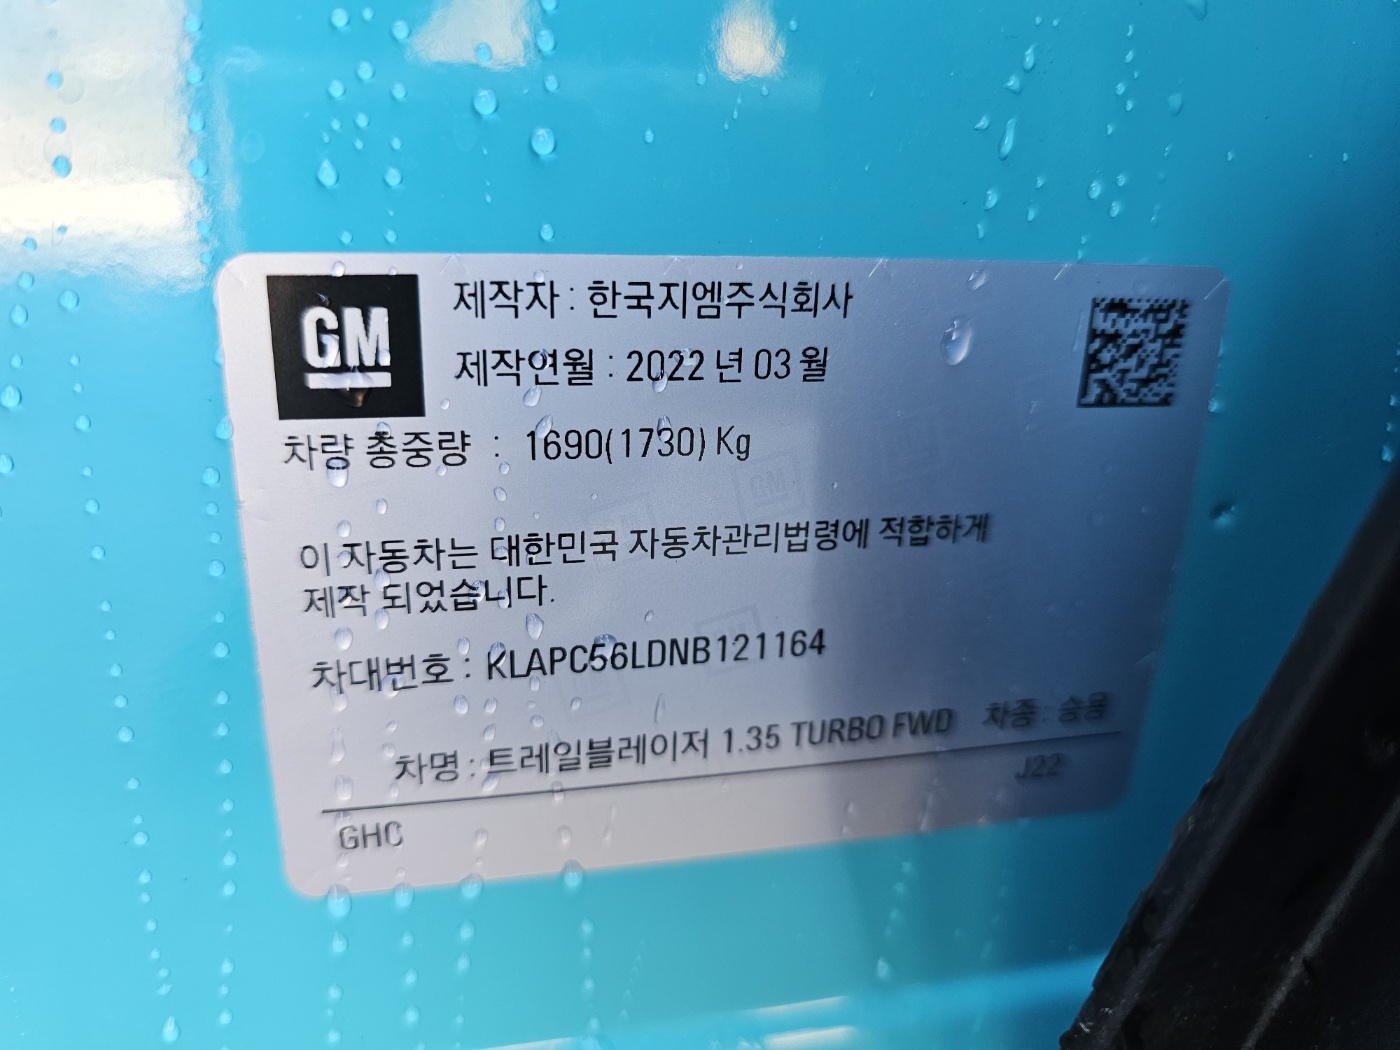 GM
제작자 : 한국지엠주식회사
제작연월 : 2022 년 03 월
차량 총중량 : 1690(1730) Kg
이 자동차는 대한민국 자동차관리법령에 적합하게
제작 되었습니다.
차대번호 : KLAPC56LDNB121164
차명 : 트레일블레이저 1.35 TURBO FWD 차종 : 승용
J22
GHC